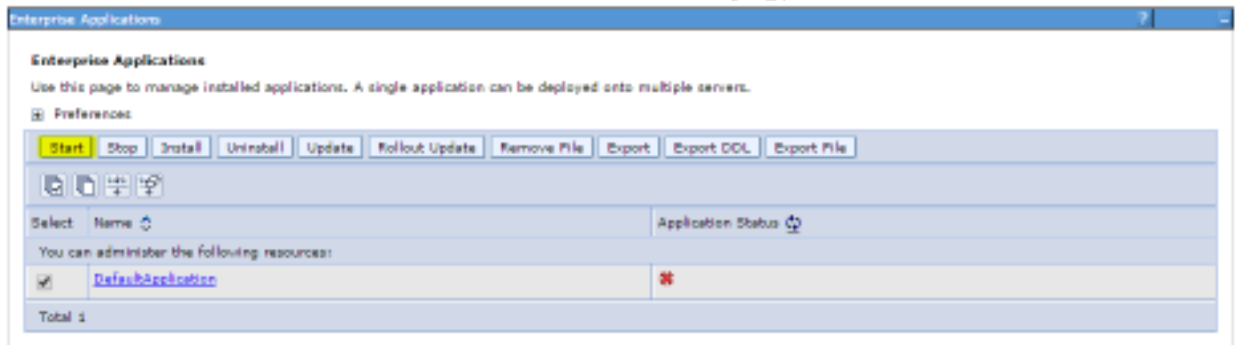 Enterprise Applications
?
Enterprise Applications
Use this page to manage installed applications. A single application can be deployed onto multiple servers.
Preferences
Start Stop Install Uninstall Update Rollout Update Remove File Export Export DDL Export File
Select Name Application Status
You can administer the following resources:
DefaultApplication
Total 1